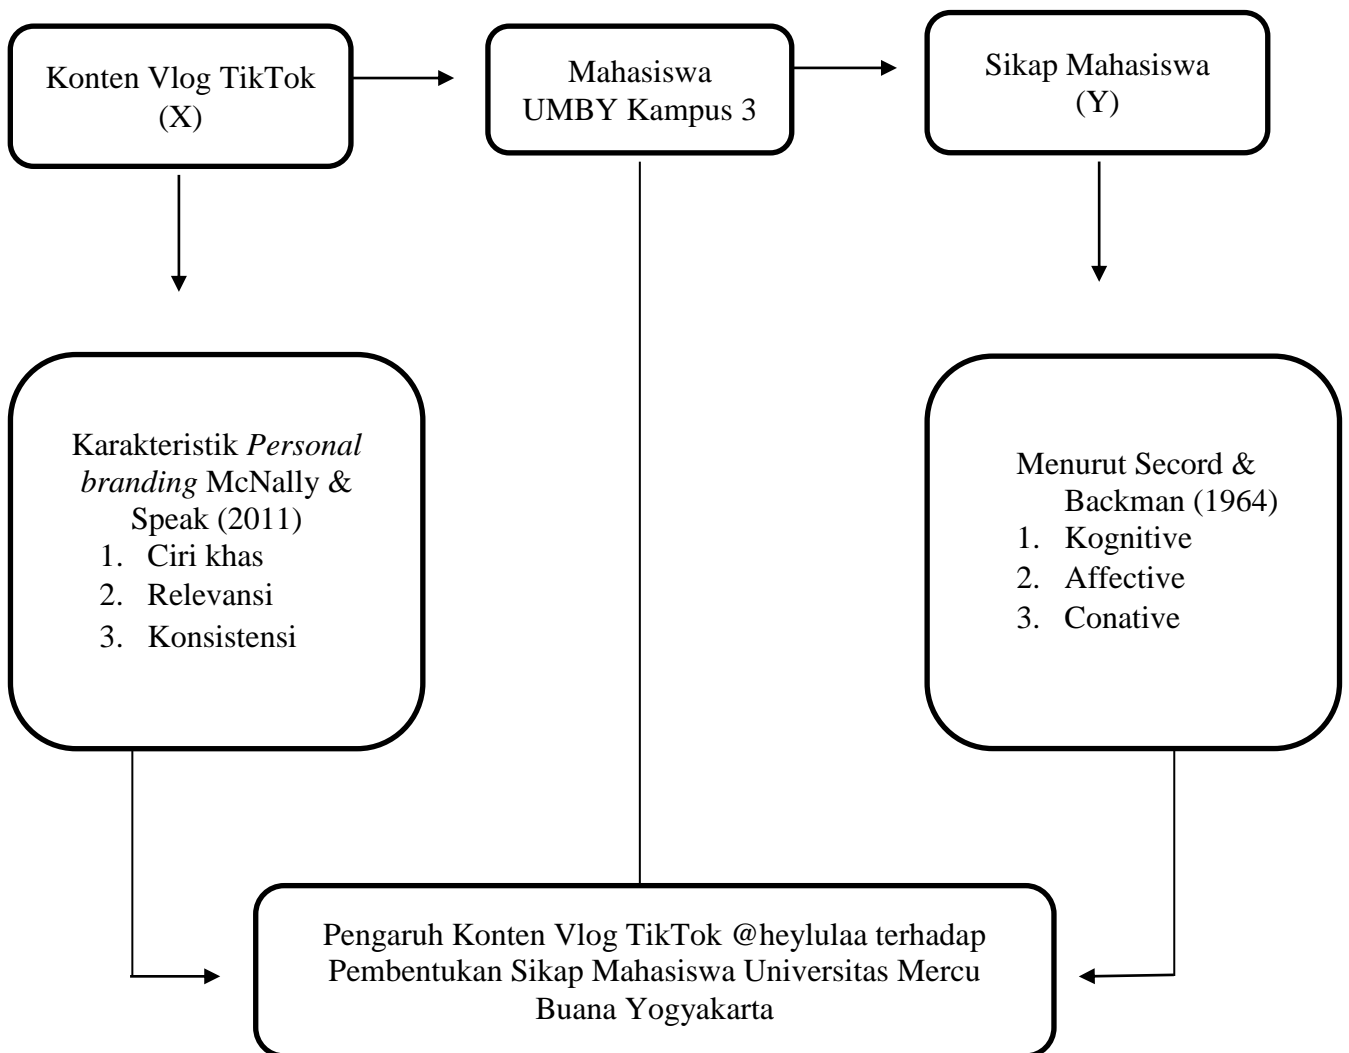 Konten Vlog TikTok
(X)
Mahasiswa
UMBY Kampus 3
Sikap Mahasiswa
(Y)
Karakteristik Personal
branding McNally &
Speak (2011)
1. Ciri khas
2. Relevansi
3. Konsistensi
Menurut Secord &
Backman (1964)
1. Kognitive
2. Affective
3. Conative
Pengaruh Konten Vlog TikTok @heylulaa terhadap
Pembentukan Sikap Mahasiswa Universitas Mercu
Buana Yogyakarta